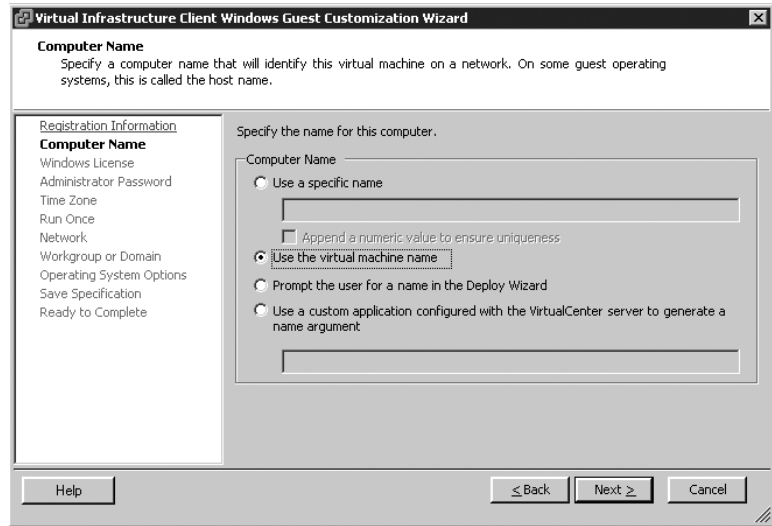 Virtual Infrastructure Client Windows Guest Customization Wizard
Computer Name
Specify a computer name that will identify this virtual machine on a network. On some guest operating
systems, this is called the host name.
Registration Information
Computer Name
Windows License
Administrator Password
Time Zone
Run Once
Network
Workgroup or Domain
Operating System Options
Save Specification
Ready to Complete
Specify the name for this computer.
Computer Name
Use a specific name
Append a numeric value to ensure uniqueness
Use the virtual machine name
Prompt the user for a name in the Deploy Wizard
Use a custom application configured with the VirtualCenter server to generate a
name argument
Help
< Back
Next >
Cancel